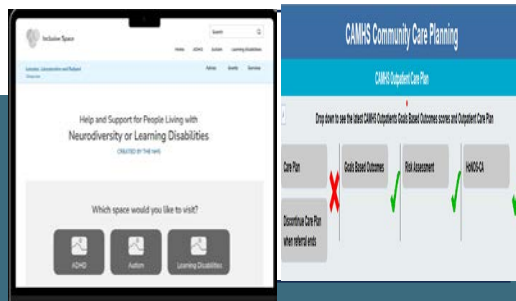 Inclusive Space
Search
Home ADHD Autism Learning Disabilities
Leicester, Leicestershire and Rutland
Advice Events Services
Help and Support for People Living with
Neurodiversity or Learning Disabilities
CREATED BY THE NHS
Which space would you like to visit?
ADHD
Autism
Learning Disabilities
CAMHS Community Care Planning
CAMHS Outpatient Care Plan
Drop down to see the latest CAMHS Outpatients Goals Based Outcomes scores and Outpatient Care Plan
Care Plan
Goals Based Outcomes
Risk Assessment
HoNOS-CA
Discontinue Care Plan
when referral ends